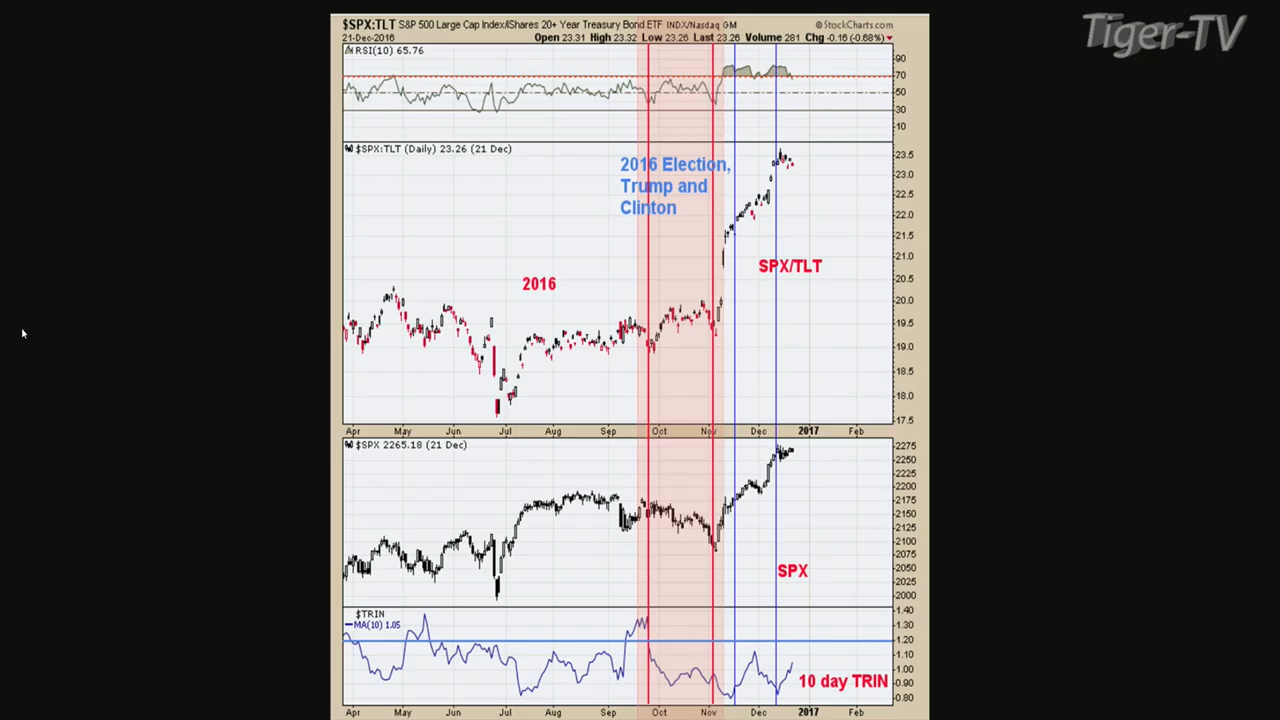 Tiger-TV
$SPX:TLT S&P 500 Large Cap Index/iShares 20+ Year Treasury Bond ETF INDX/Nasdaq GM © StockCharts.com
21-Dec-2016 Open 23.31 High 23.32 Low 23.26 Last 23.26 Volume 281 Chg -0.16 (-0.68%)
RSI(10) 65.76
90
70
50
30
10
$SPX:TLT (Daily) 23.26 (21 Dec)
23.5
23.0
22.5
22.0
21.5
21.0
20.5
20.0
19.5
19.0
18.5
18.0
17.5
2016 Election,
Trump and
Clinton
2016
SPX/TLT
Apr May Jun Jul Aug Sep Oct Nov Dec 2017 Feb
$SPX 2265.18 (21 Dec)
2275
2250
2225
2200
2175
2150
2125
2100
2075
2050
2025
2000
SPX
$TRIN
MA(10) 1.05
1.40
1.30
1.20
1.10
1.00
0.90
0.80
10 day TRIN
Apr May Jun Jul Aug Sep Oct Nov Dec 2017 Feb